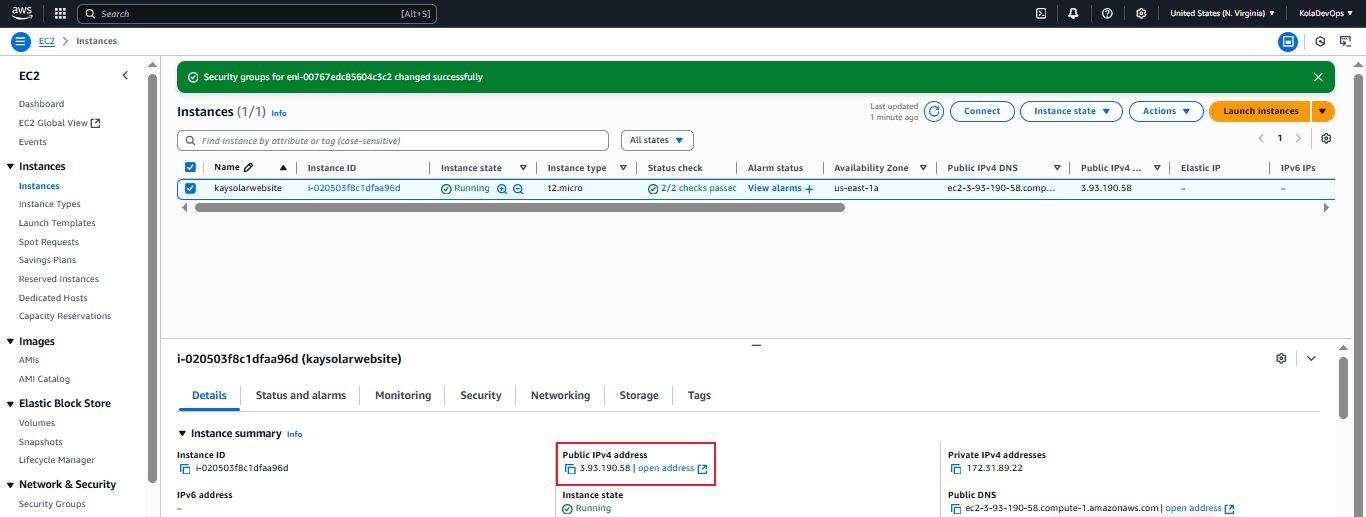 aws Search [Alt+S] United States (N. Virginia) KolaDevOps
EC2 > Instances
EC2
Dashboard
EC2 Global View
Events
Instances
Instances
Instance Types
Launch Templates
Spot Requests
Savings Plans
Reserved Instances
Dedicated Hosts
Capacity Reservations
Images
AMIs
AMI Catalog
Elastic Block Store
Volumes
Snapshots
Lifecycle Manager
Network & Security
Security Groups
Security groups for eni-00767edc85604c3c2 changed successfully
Instances (1/1) Info
Last updated
1 minute ago
Connect Instance state Actions Launch instances
Find Instance by attribute or tag (case-sensitive) All states 1
Name Instance ID Instance state Instance type Status check Alarm status Availability Zone Public IPv4 DNS Public IPv4 ... Elastic IP IPv6 IPs
kaysolarwebsite i-020503f8c1dfaa96d Running t2.micro 2/2 checks passed View alarms + us-east-1a ec2-3-93-190-58.comp... 3.93.190.58 – –
i-020503f8c1dfaa96d (kaysolarwebsite)
Details Status and alarms Monitoring Security Networking Storage Tags
Instance summary Info
Instance ID
i-020503f8c1dfaa96d
IPv6 address
–
Public IPv4 address
3.93.190.58 | open address
Instance state
Running
Private IPv4 addresses
172.31.89.22
Public DNS
ec2-3-93-190-58.compute-1.amazonaws.com | open address